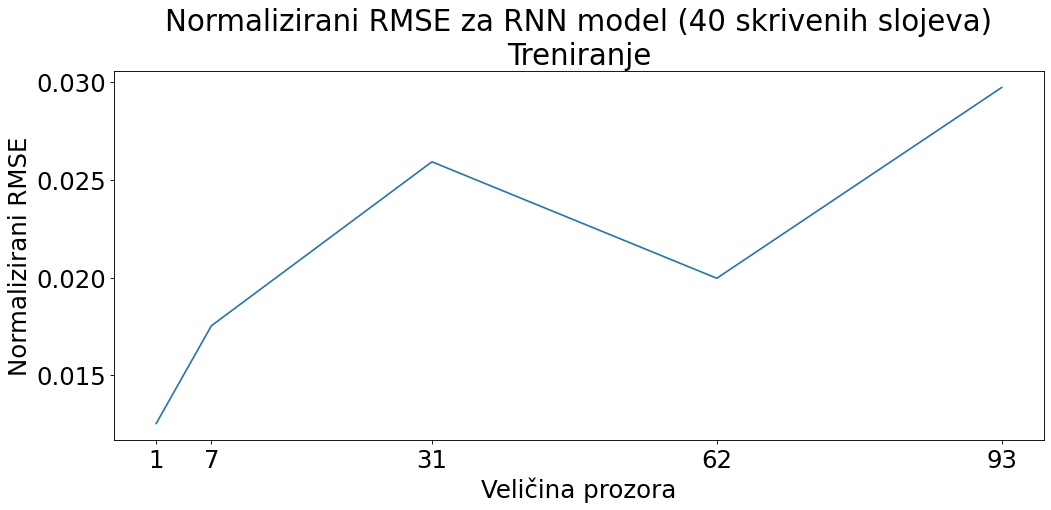 Normalizirani RMSE za RNN model (40 skrivenih slojeva)
Treniranje
Normalizirani RMSE
0.030
0.025
0.020
0.015
1 7 31 62 93
Veličina prozora